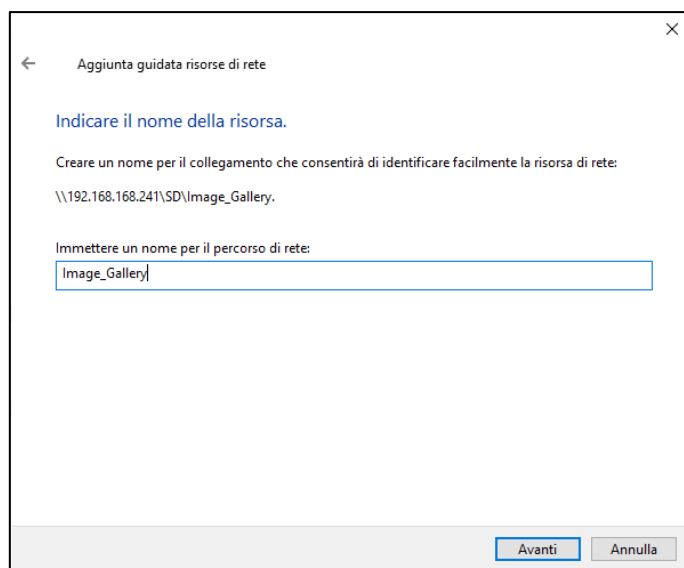 Aggiunta guidata risorse di rete
Indicare il nome della risorsa.
Creare un nome per il collegamento che consentirà di identificare facilmente la risorsa di rete:
\\192.168.168.241\SD\Image_Gallery.
Immettere un nome per il percorso di rete:
Image_Gallery
Avanti
Annulla